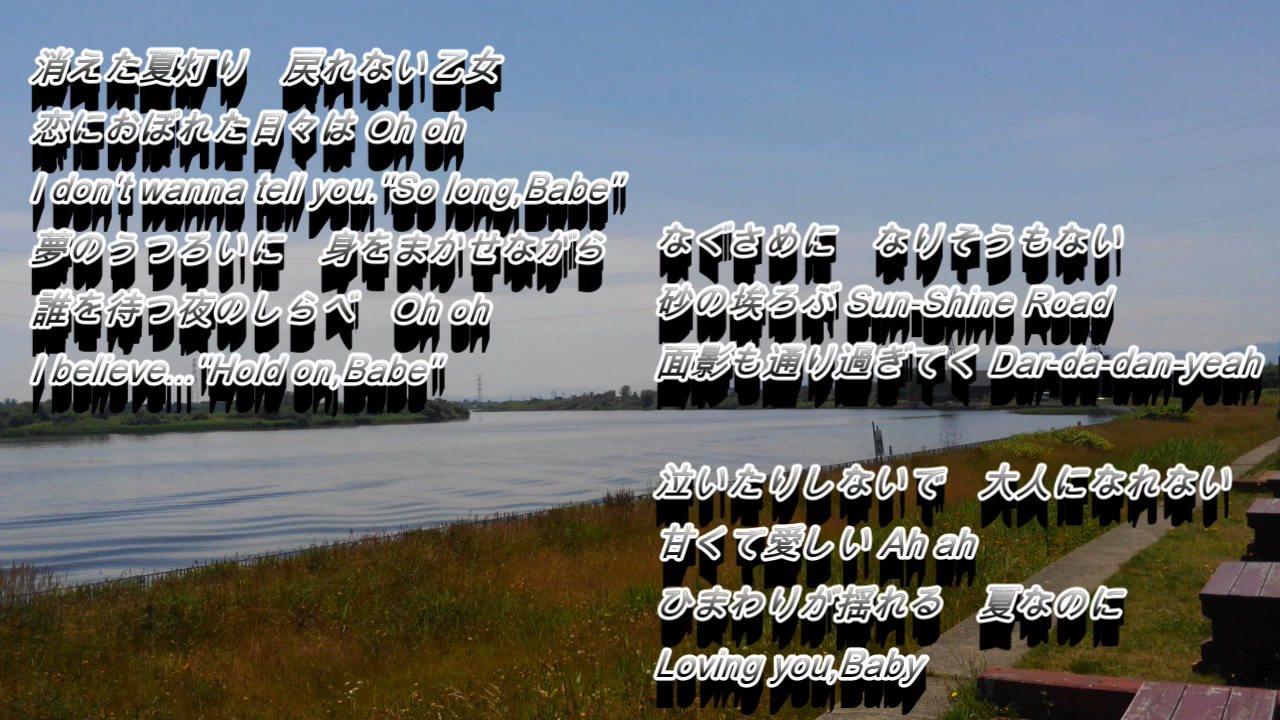 消えた夏灯り　戻れない乙女
恋におぼれた日々は Oh oh
I don't wanna tell you."So long,Babe"
夢のうつろいに　身をまかせながら
誰を待つ夜のしらべ　Oh oh
I believe..."Hold on,Babe"
なぐさめに　なりそうもない
砂の埃ろぶ Sun-Shine Road
面影も通り過ぎてく Dar-da-dan-yeah
泣いたりしないで　大人になれない
甘くて愛しい Ah ah
ひまわりが揺れる　夏なのに
Loving you,Baby